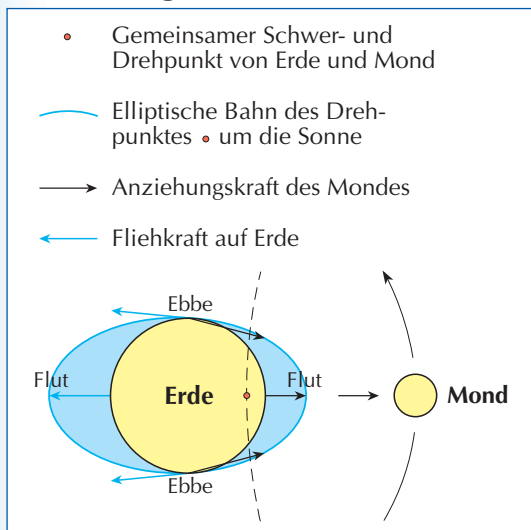 Gemeinsamer Schwer- und
Drehpunkt von Erde und Mond
Elliptische Bahn des Dreh-
punktes um die Sonne
Anziehungskraft des Mondes
Fliehkraft auf Erde
Ebbe
Flut
Erde
Flut
Mond
Ebbe